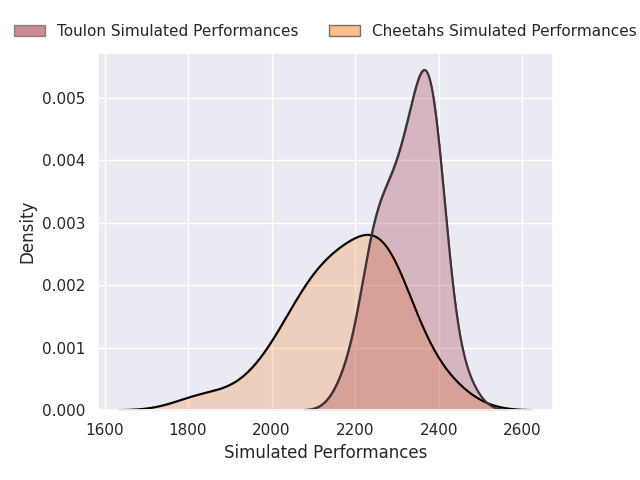 Toulon Simulated Performances Cheetahs Simulated Performances
0.005
0.004
0.003
0.002
0.001
0.000
Density
1600 1800 2000 2200 2400 2600
Simulated Performances